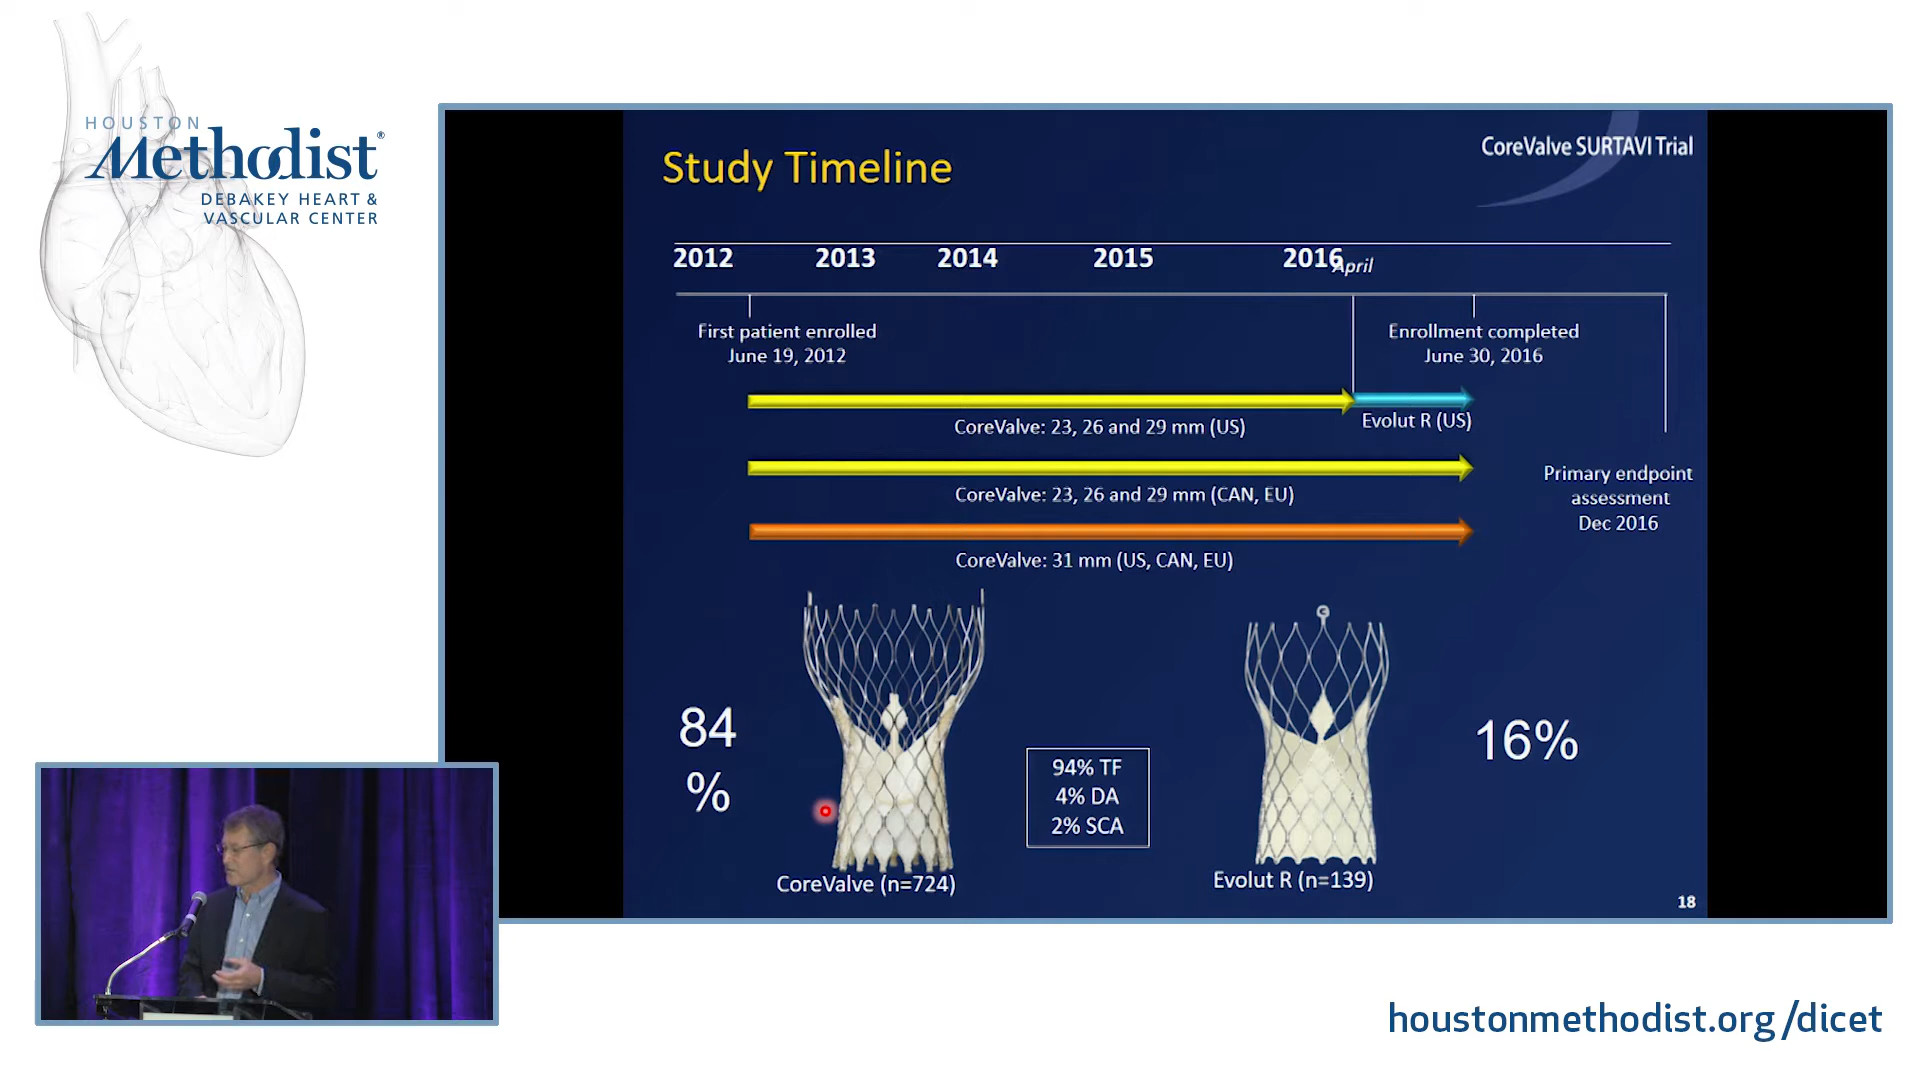 HOUSTON
Methodist®
DEBAKEY HEART &
VASCULAR CENTER
Study Timeline
CoreValve SURTAVI Trial
2012 2013 2014 2015 2016 April
First patient enrolled
June 19, 2012
Enrollment completed
June 30, 2016
CoreValve: 23, 26 and 29 mm (US)
Evolut R (US)
CoreValve: 23, 26 and 29 mm (CAN, EU)
Primary endpoint
assessment
Dec 2016
CoreValve: 31 mm (US, CAN, EU)
84
%
94% TF
4% DA
2% SCA
16%
CoreValve (n=724)
Evolut R (n=139)
18
houstonmethodist.org/dicet